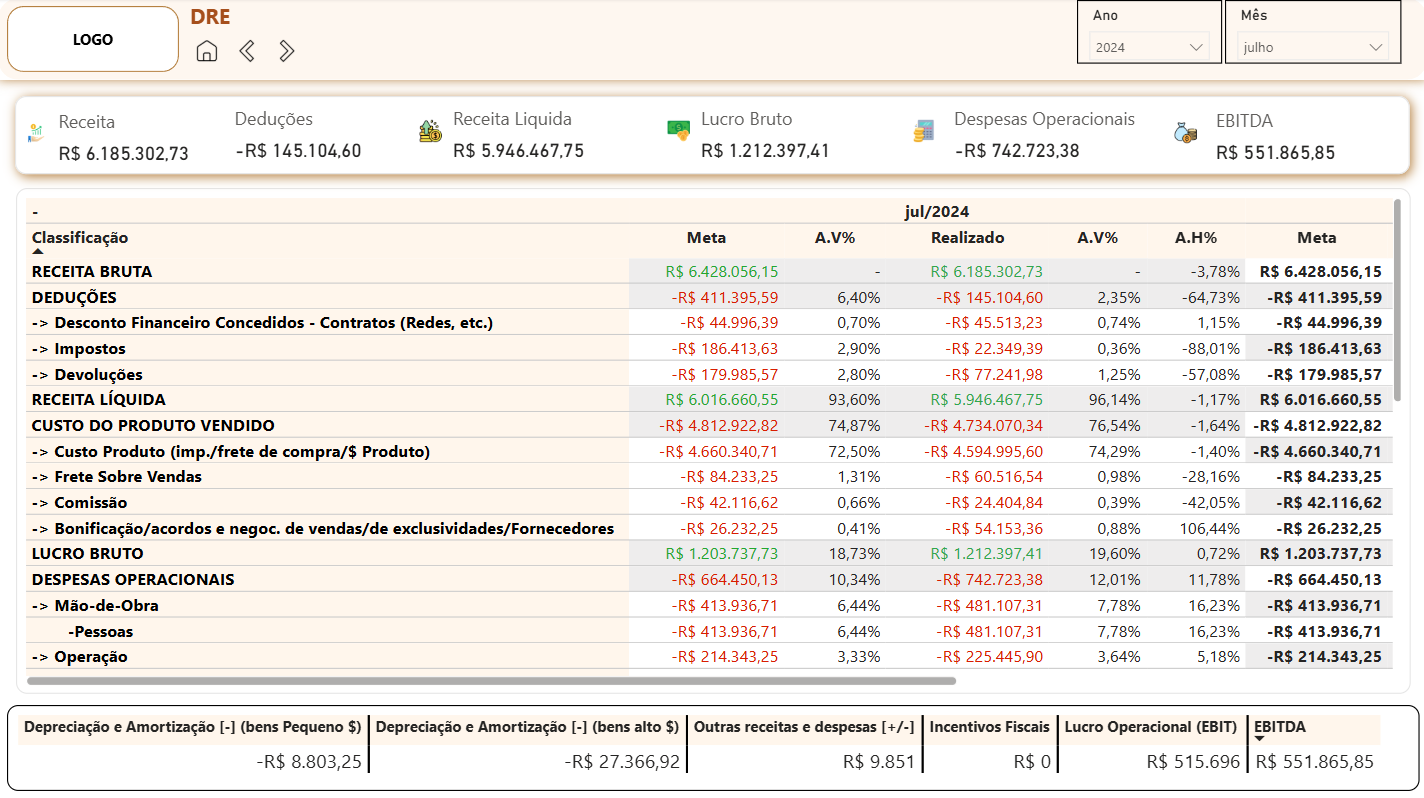 LOGO
DRE
Ano
2024
Mês
julho
Receita
R$ 6.185.302,73
Deduções
-R$ 145.104,60
Receita Liquida
R$ 5.946.467,75
Lucro Bruto
R$ 1.212.397,41
Despesas Operacionais
-R$ 742.723,38
EBITDA
R$ 551.865,85
- jul/2024
Classificação Meta A.V% Realizado A.V% A.H% Meta
RECEITA BRUTA R$ 6.428.056,15 - R$ 6.185.302,73 - -3,78% R$ 6.428.056,15
DEDUÇÕES -R$ 411.395,59 6,40% -R$ 145.104,60 2,35% -64,73% -R$ 411.395,59
-> Desconto Financeiro Concedidos - Contratos (Redes, etc.) -R$ 44.996,39 0,70% -R$ 45.513,23 0,74% 1,15% -R$ 44.996,39
-> Impostos -R$ 186.413,63 2,90% -R$ 22.349,39 0,36% -88,01% -R$ 186.413,63
-> Devoluções -R$ 179.985,57 2,80% -R$ 77.241,98 1,25% -57,08% -R$ 179.985,57
RECEITA LÍQUIDA R$ 6.016.660,55 93,60% R$ 5.946.467,75 96,14% -1,17% R$ 6.016.660,55
CUSTO DO PRODUTO VENDIDO -R$ 4.812.922,82 74,87% -R$ 4.734.070,34 76,54% -1,64% -R$ 4.812.922,82
-> Custo Produto (imp./frete de compra/$ Produto) -R$ 4.660.340,71 72,50% -R$ 4.594.995,60 74,29% -1,40% -R$ 4.660.340,71
-> Frete Sobre Vendas -R$ 84.233,25 1,31% -R$ 60.516,54 0,98% -28,16% -R$ 84.233,25
-> Comissão -R$ 42.116,62 0,66% -R$ 24.404,84 0,39% -42,05% -R$ 42.116,62
-> Bonificação/acordos e negoc. de vendas/de exclusividades/Fornecedores -R$ 26.232,25 0,41% -R$ 54.153,36 0,88% 106,44% -R$ 26.232,25
LUCRO BRUTO R$ 1.203.737,73 18,73% R$ 1.212.397,41 19,60% 0,72% R$ 1.203.737,73
DESPESAS OPERACIONAIS -R$ 664.450,13 10,34% -R$ 742.723,38 12,01% 11,78% -R$ 664.450,13
-> Mão-de-Obra -R$ 413.936,71 6,44% -R$ 481.107,31 7,78% 16,23% -R$ 413.936,71
-Pessoas -R$ 413.936,71 6,44% -R$ 481.107,31 7,78% 16,23% -R$ 413.936,71
-> Operação -R$ 214.343,25 3,33% -R$ 225.445,90 3,64% 5,18% -R$ 214.343,25
Depreciação e Amortização [-] (bens Pequeno $) Depreciação e Amortização [-] (bens alto $) Outras receitas e despesas [+/-] Incentivos Fiscais Lucro Operacional (EBIT) EBITDA
-R$ 8.803,25 -R$ 27.366,92 R$ 9.851 R$ 0 R$ 515.696 R$ 551.865,85